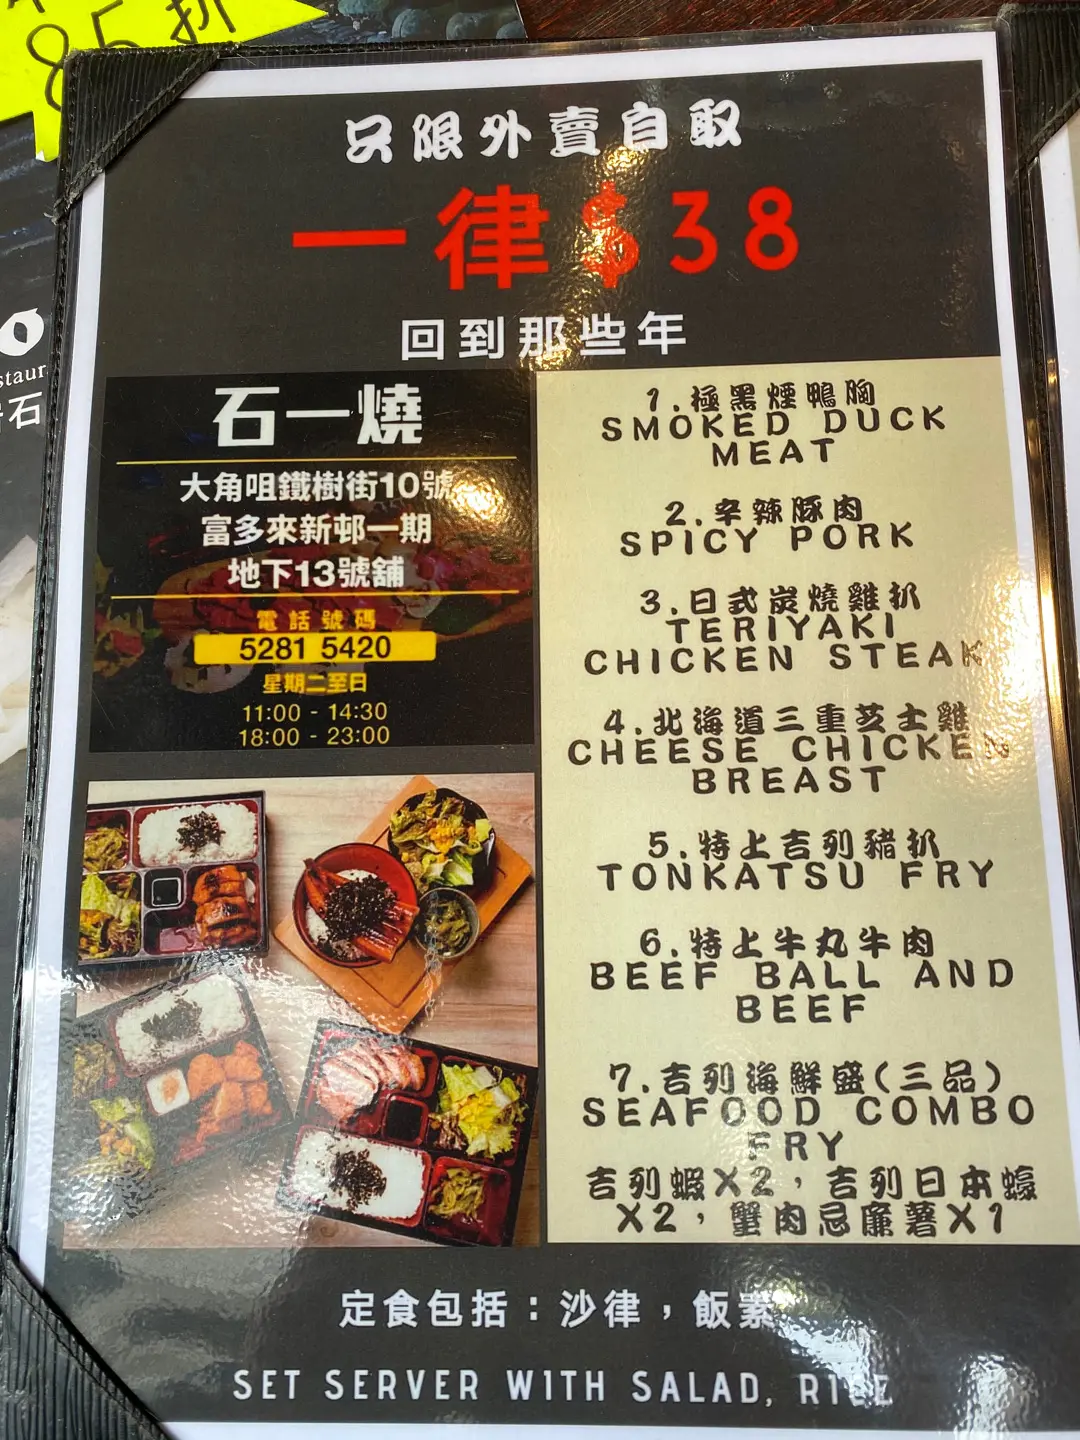 85折
staur
石
只限外賣自取
一律$38
回到那些年
石一燒
大角咀鐵樹街10號
富多來新邨一期
地下13號舖
電話號碼
5281 5420
星期二至日
11:00 - 14:30
18:00 - 23:00
1.極黑煙鴨胸
SMOKED DUCK
MEAT
2.辛辣豚肉
SPICY PORK
3.日式炭燒雞扒
TERIYAKI
CHICKEN STEAK
4.北海道三重芝士雞
CHEESE CHICKEN
BREAST
5.特上吉列豬扒
TONKATSU FRY
6.特上牛丸牛肉
BEEF BALL AND
BEEF
7.吉列海鮮盛(三品)
SEAFOOD COMBO
FRY
吉列蝦X2，吉列日本蠔
X2，蟹肉忌廉薯X1
定食包括：沙律，飯素
SET SERVER WITH SALAD, RICE